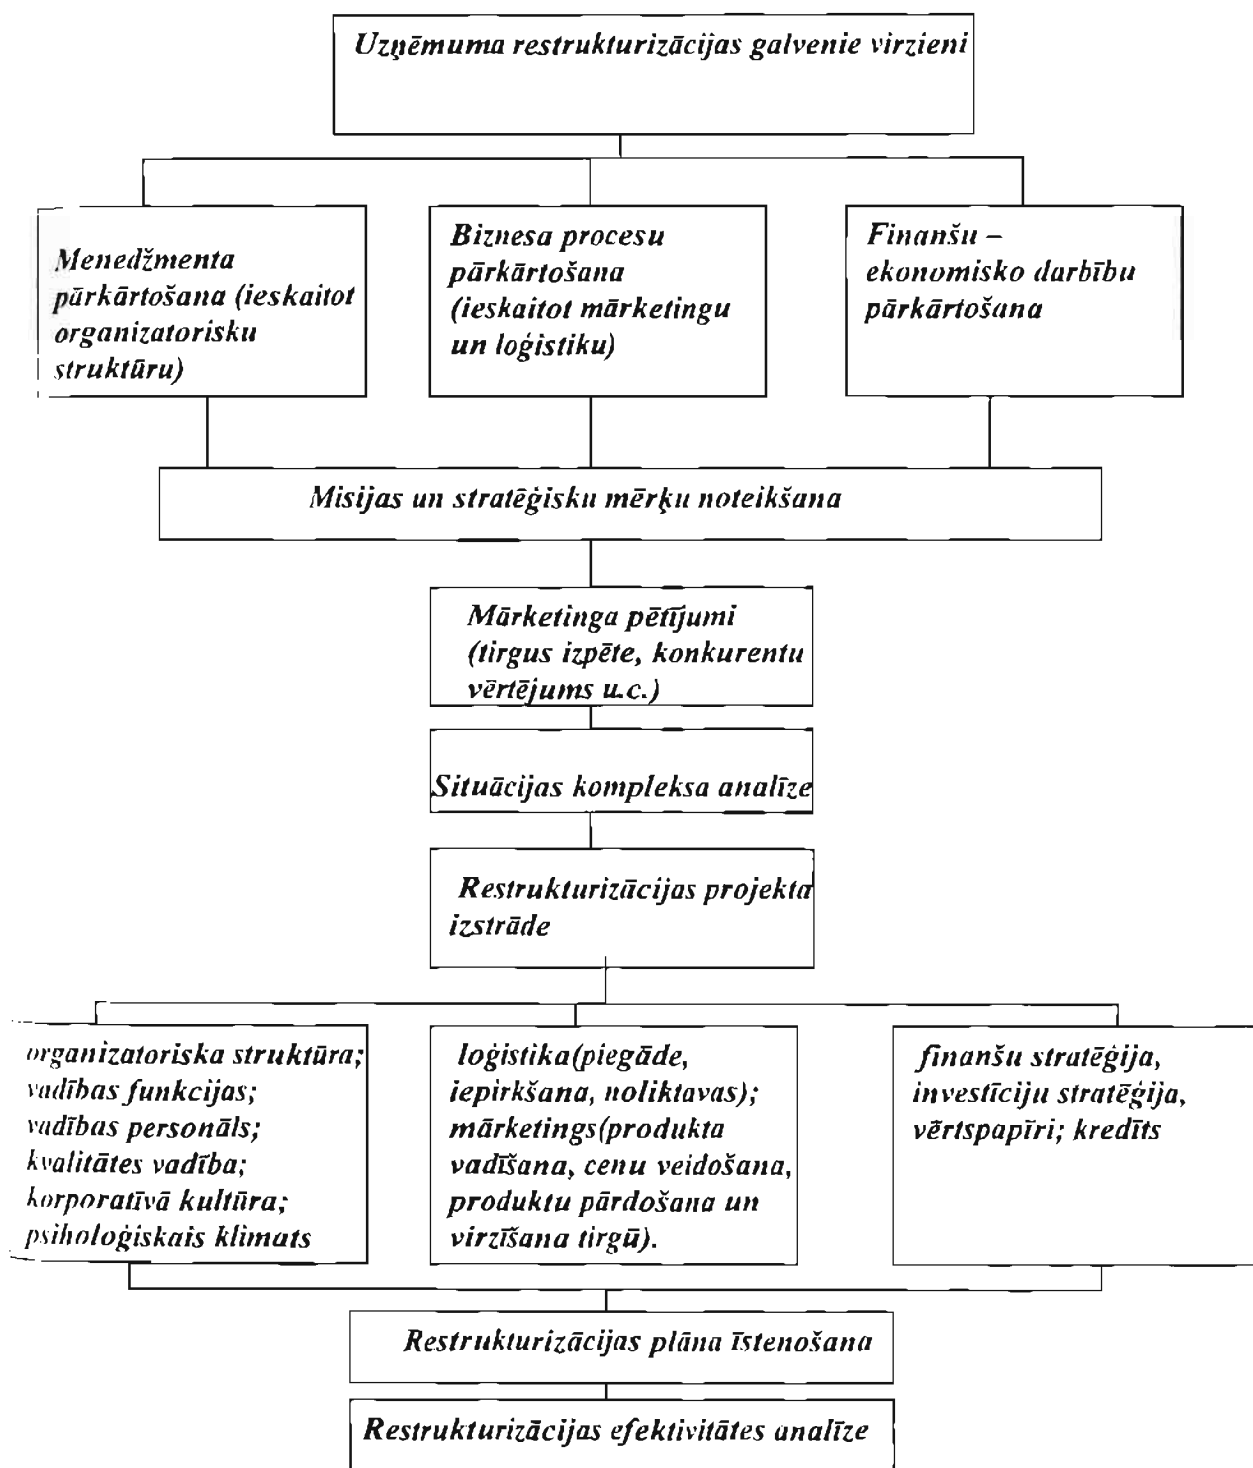 Uzņēmuma restrukturizācijas galvenie virzieni
Menedžmenta
pārkārtošana (ieskaitot
organizatorisku
struktūru)
Biznesa procesu
pārkārtošana
(ieskaitot mārketingu
un loģistiku)
Finanšu –
ekonomisko darbību
pārkārtošana
Misijas un stratēģisku mērķu noteikšana
Mārketinga pētījumi
(tirgus izpēte, konkurentu
vērtējums u.c.)
Situācijas kompleksa analīze
Restrukturizācijas projekta
izstrāde
organizatoriska struktūra;
vadības funkcijas;
vadības personāls;
kvalitātes vadība;
korporatīvā kultūra;
psiholoģiskais klimats
loģistika(piegāde,
iepirkšana, noliktavas);
mārketings(produkta
vadīšana, cenu veidošana,
produktu pārdošana un
virzīšana tirgū).
finanšu stratēģija,
investīciju stratēģija,
vērtspapīri; kredīts
Restrukturizācijas plāna īstenošana
Restrukturizācijas efektivitātes analīze